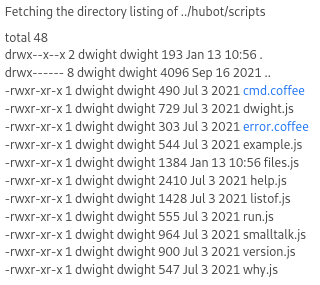 Fetching the directory listing of ../hubot/scripts
total 48
drwx--x--x 2 dwight dwight 193 Jan 13 10:56 .
drwx------ 8 dwight dwight 4096 Sep 16 2021 ..
-rwxr-xr-x 1 dwight dwight 490 Jul 3 2021 cmd.coffee
-rwxr-xr-x 1 dwight dwight 729 Jul 3 2021 dwight.js
-rwxr-xr-x 1 dwight dwight 303 Jul 3 2021 error.coffee
-rwxr-xr-x 1 dwight dwight 544 Jul 3 2021 example.js
-rwxr-xr-x 1 dwight dwight 1384 Jan 13 10:56 files.js
-rwxr-xr-x 1 dwight dwight 2410 Jul 3 2021 help.js
-rwxr-xr-x 1 dwight dwight 1428 Jul 3 2021 listof.js
-rwxr-xr-x 1 dwight dwight 555 Jul 3 2021 run.js
-rwxr-xr-x 1 dwight dwight 964 Jul 3 2021 smalltalk.js
-rwxr-xr-x 1 dwight dwight 900 Jul 3 2021 version.js
-rwxr-xr-x 1 dwight dwight 547 Jul 3 2021 why.js